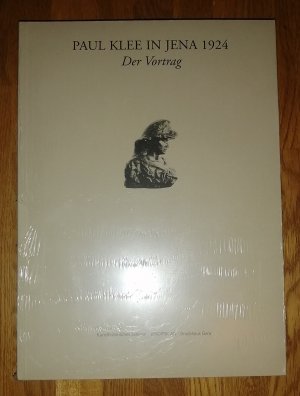 PAUL KLEE IN JENA 1924
Der Vortrag